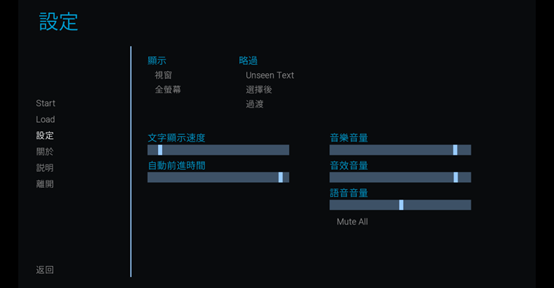 設定
Start
Load
設定
關於
說明
離開
返回
顯示
視窗
全螢幕
略過
Unseen Text
選擇後
過渡
文字顯示速度
自動前進時間
音樂音量
音效音量
語音音量
Mute All